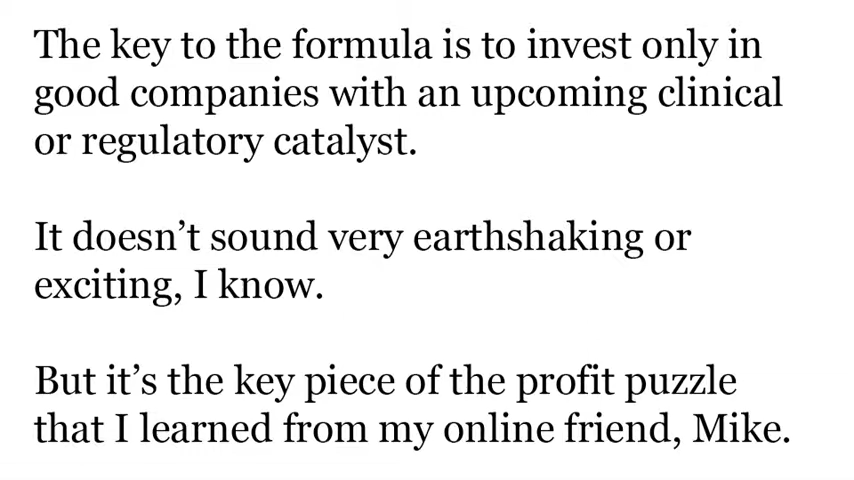 The key to the formula is to invest only in
good companies with an upcoming clinical
or regulatory catalyst.
It doesn’t sound very earthshaking or
exciting, I know.
But it’s the key piece of the profit puzzle
that I learned from my online friend, Mike.